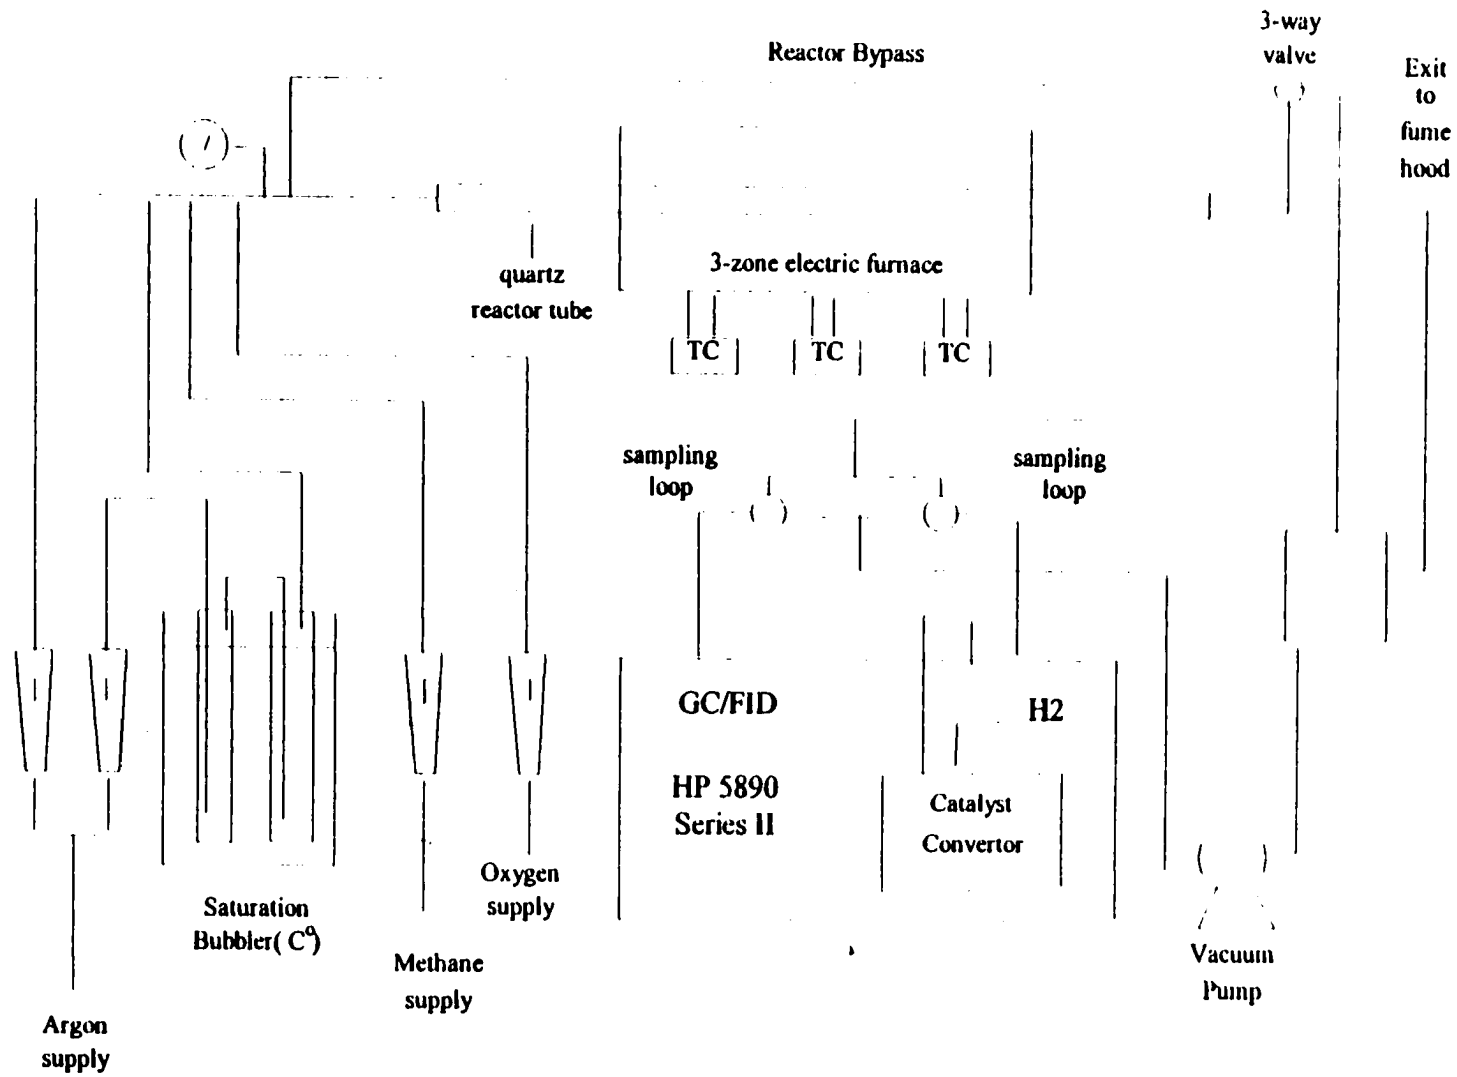 Reactor Bypass
3-way
valve
Exit
to
fume
hood
quartz
reactor tube
3-zone electric furnace
TC
TC
TC
sampling
loop
sampling
loop
GC/FID
HP 5890
Series II
H2
Catalyst
Convertor
Oxygen
supply
Saturation
Bubbler( C⁰)
Methane
supply
Vacuum
Pump
Argon
supply